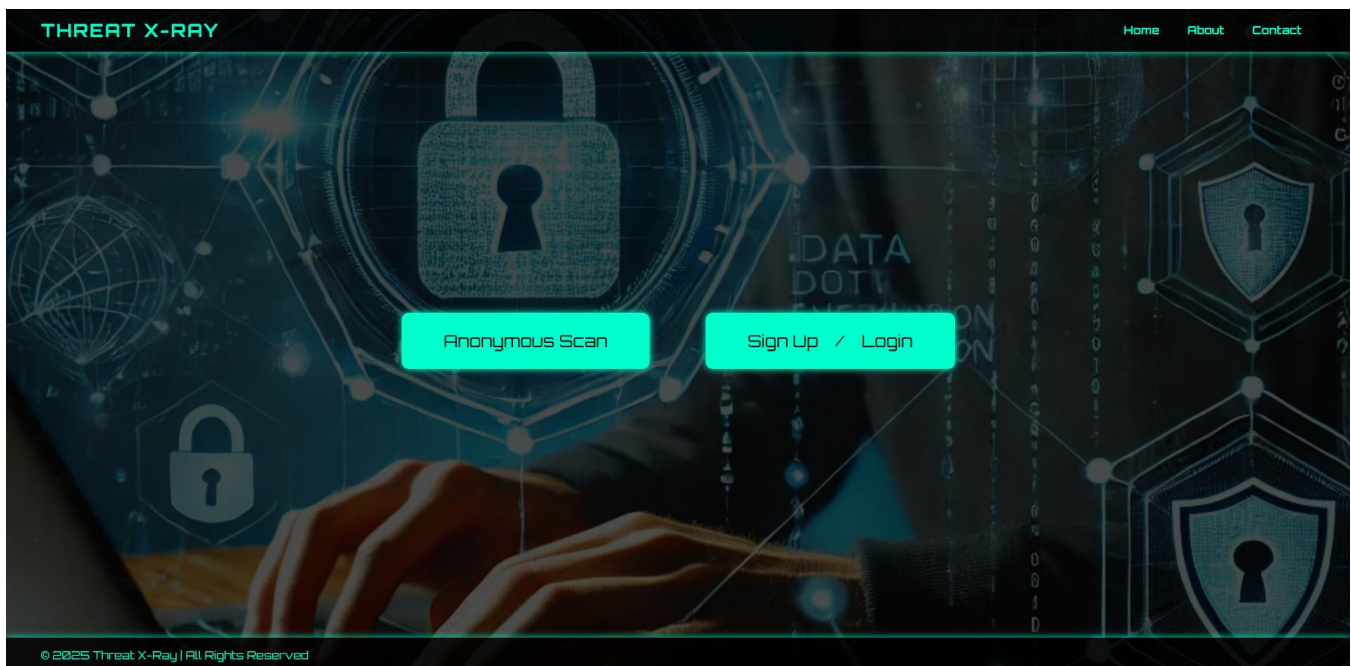 THREAT X-RAY
Home About Contact
DATA
Anonymous Scan
Sign Up / Login
© 2025 Threat X-Ray | All Rights Reserved